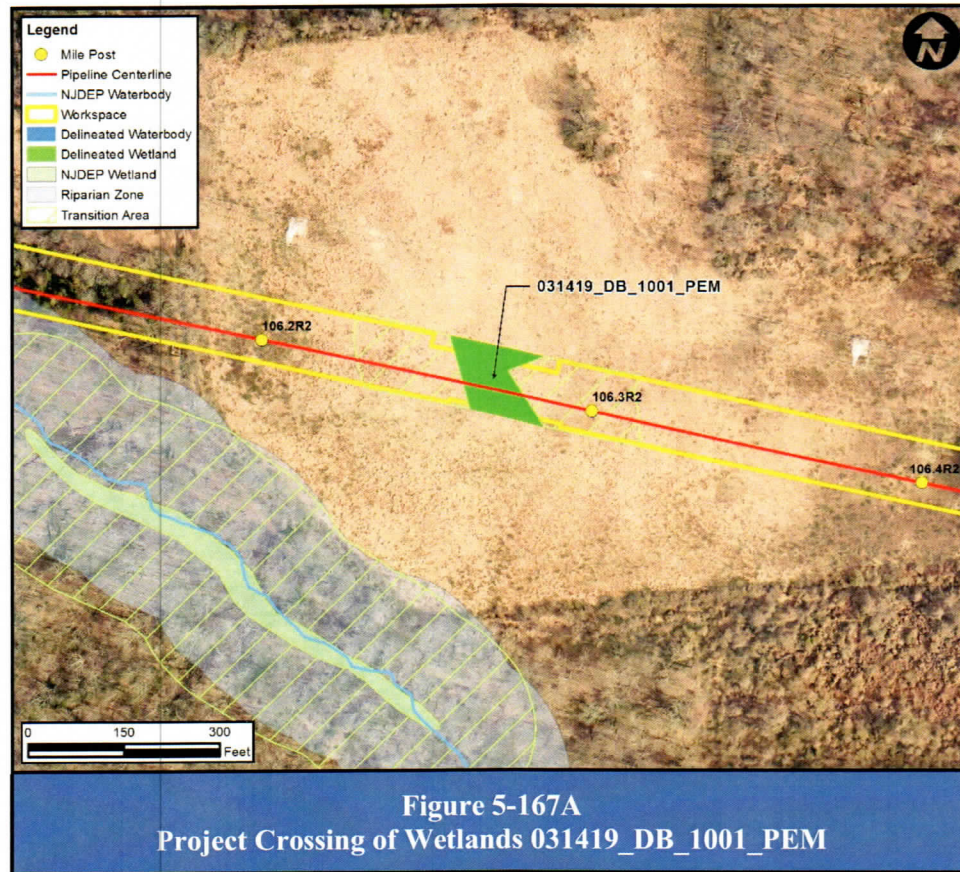 Legend
Mile Post
Pipeline Centerline
NJDEP Waterbody
Workspace
Delineated Waterbody
Delineated Wetland
NJDEP Wetland
Riparian Zone
Transition Area
N
031419_DB_1001_PEM
106.2R2
106.3R2
106.4R2
0 150 300
Feet
Figure 5-167A
Project Crossing of Wetlands 031419_DB_1001_PEM